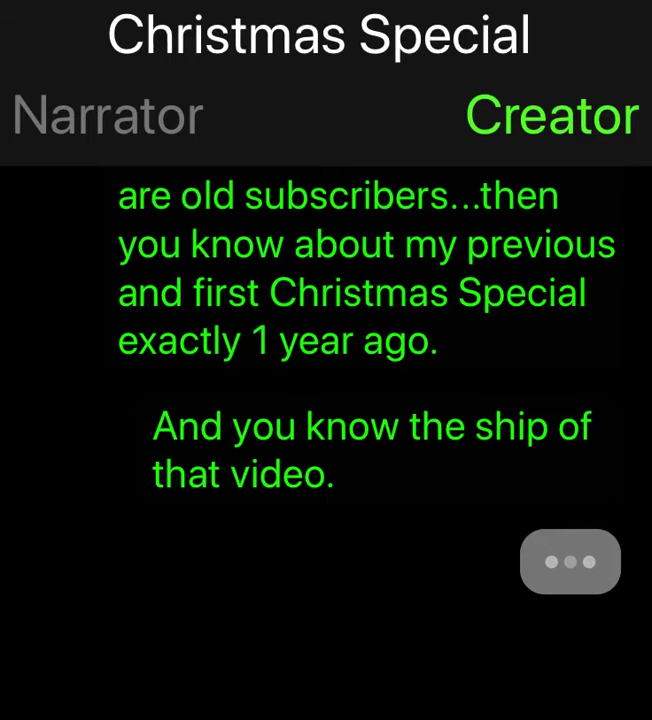 Christmas Special
Narrator
Creator
are old subscribers...then
you know about my previous
and first Christmas Special
exactly 1 year ago.
And you know the ship of
that video.